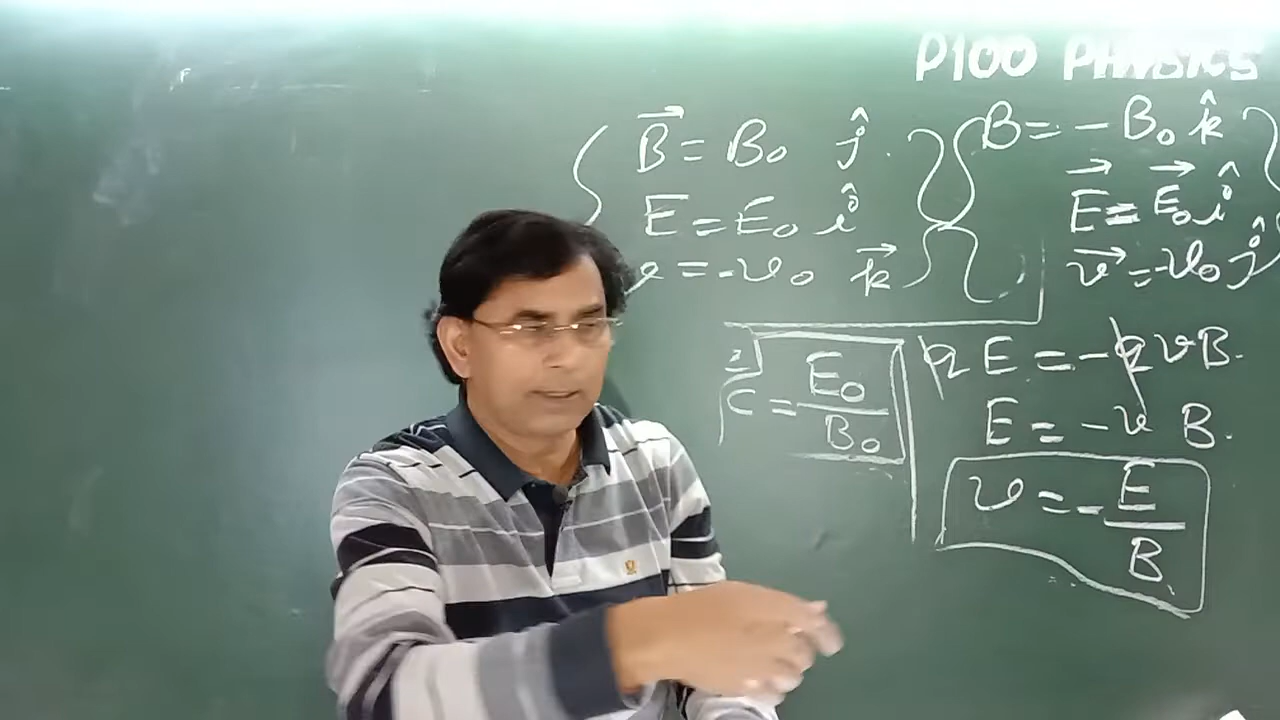 P100 PHYSICS
B⃗ = B₀ ĵ.
E = E₀ î
v = -v₀ k⃗
B = - B₀ k̂
E⃗ = E⃗₀ î
v⃗ = -v₀ ĵ
C = E₀/B₀
q E = - q v B.
E = - v B.
v = - E/B